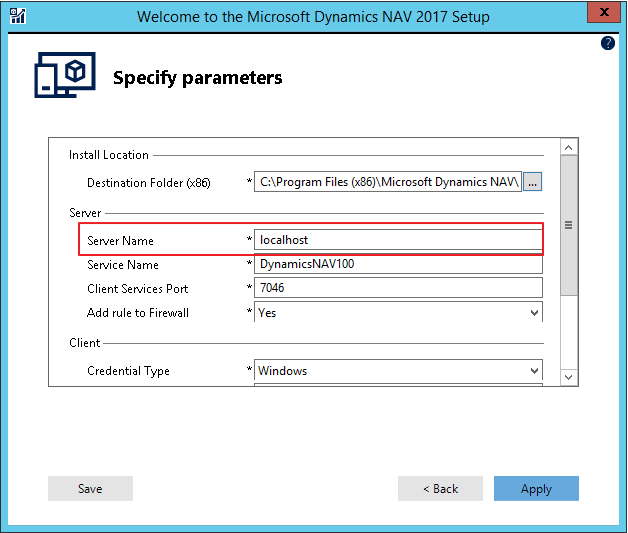 Welcome to the Microsoft Dynamics NAV 2017 Setup
x
?
Specify parameters
Install Location
Destination Folder (x86) * C:\Program Files (x86)\Microsoft Dynamics NAV\ ...
Server
Server Name * localhost
Service Name * DynamicsNAV100
Client Services Port * 7046
Add rule to Firewall * Yes
Client
Credential Type * Windows
Save < Back Apply